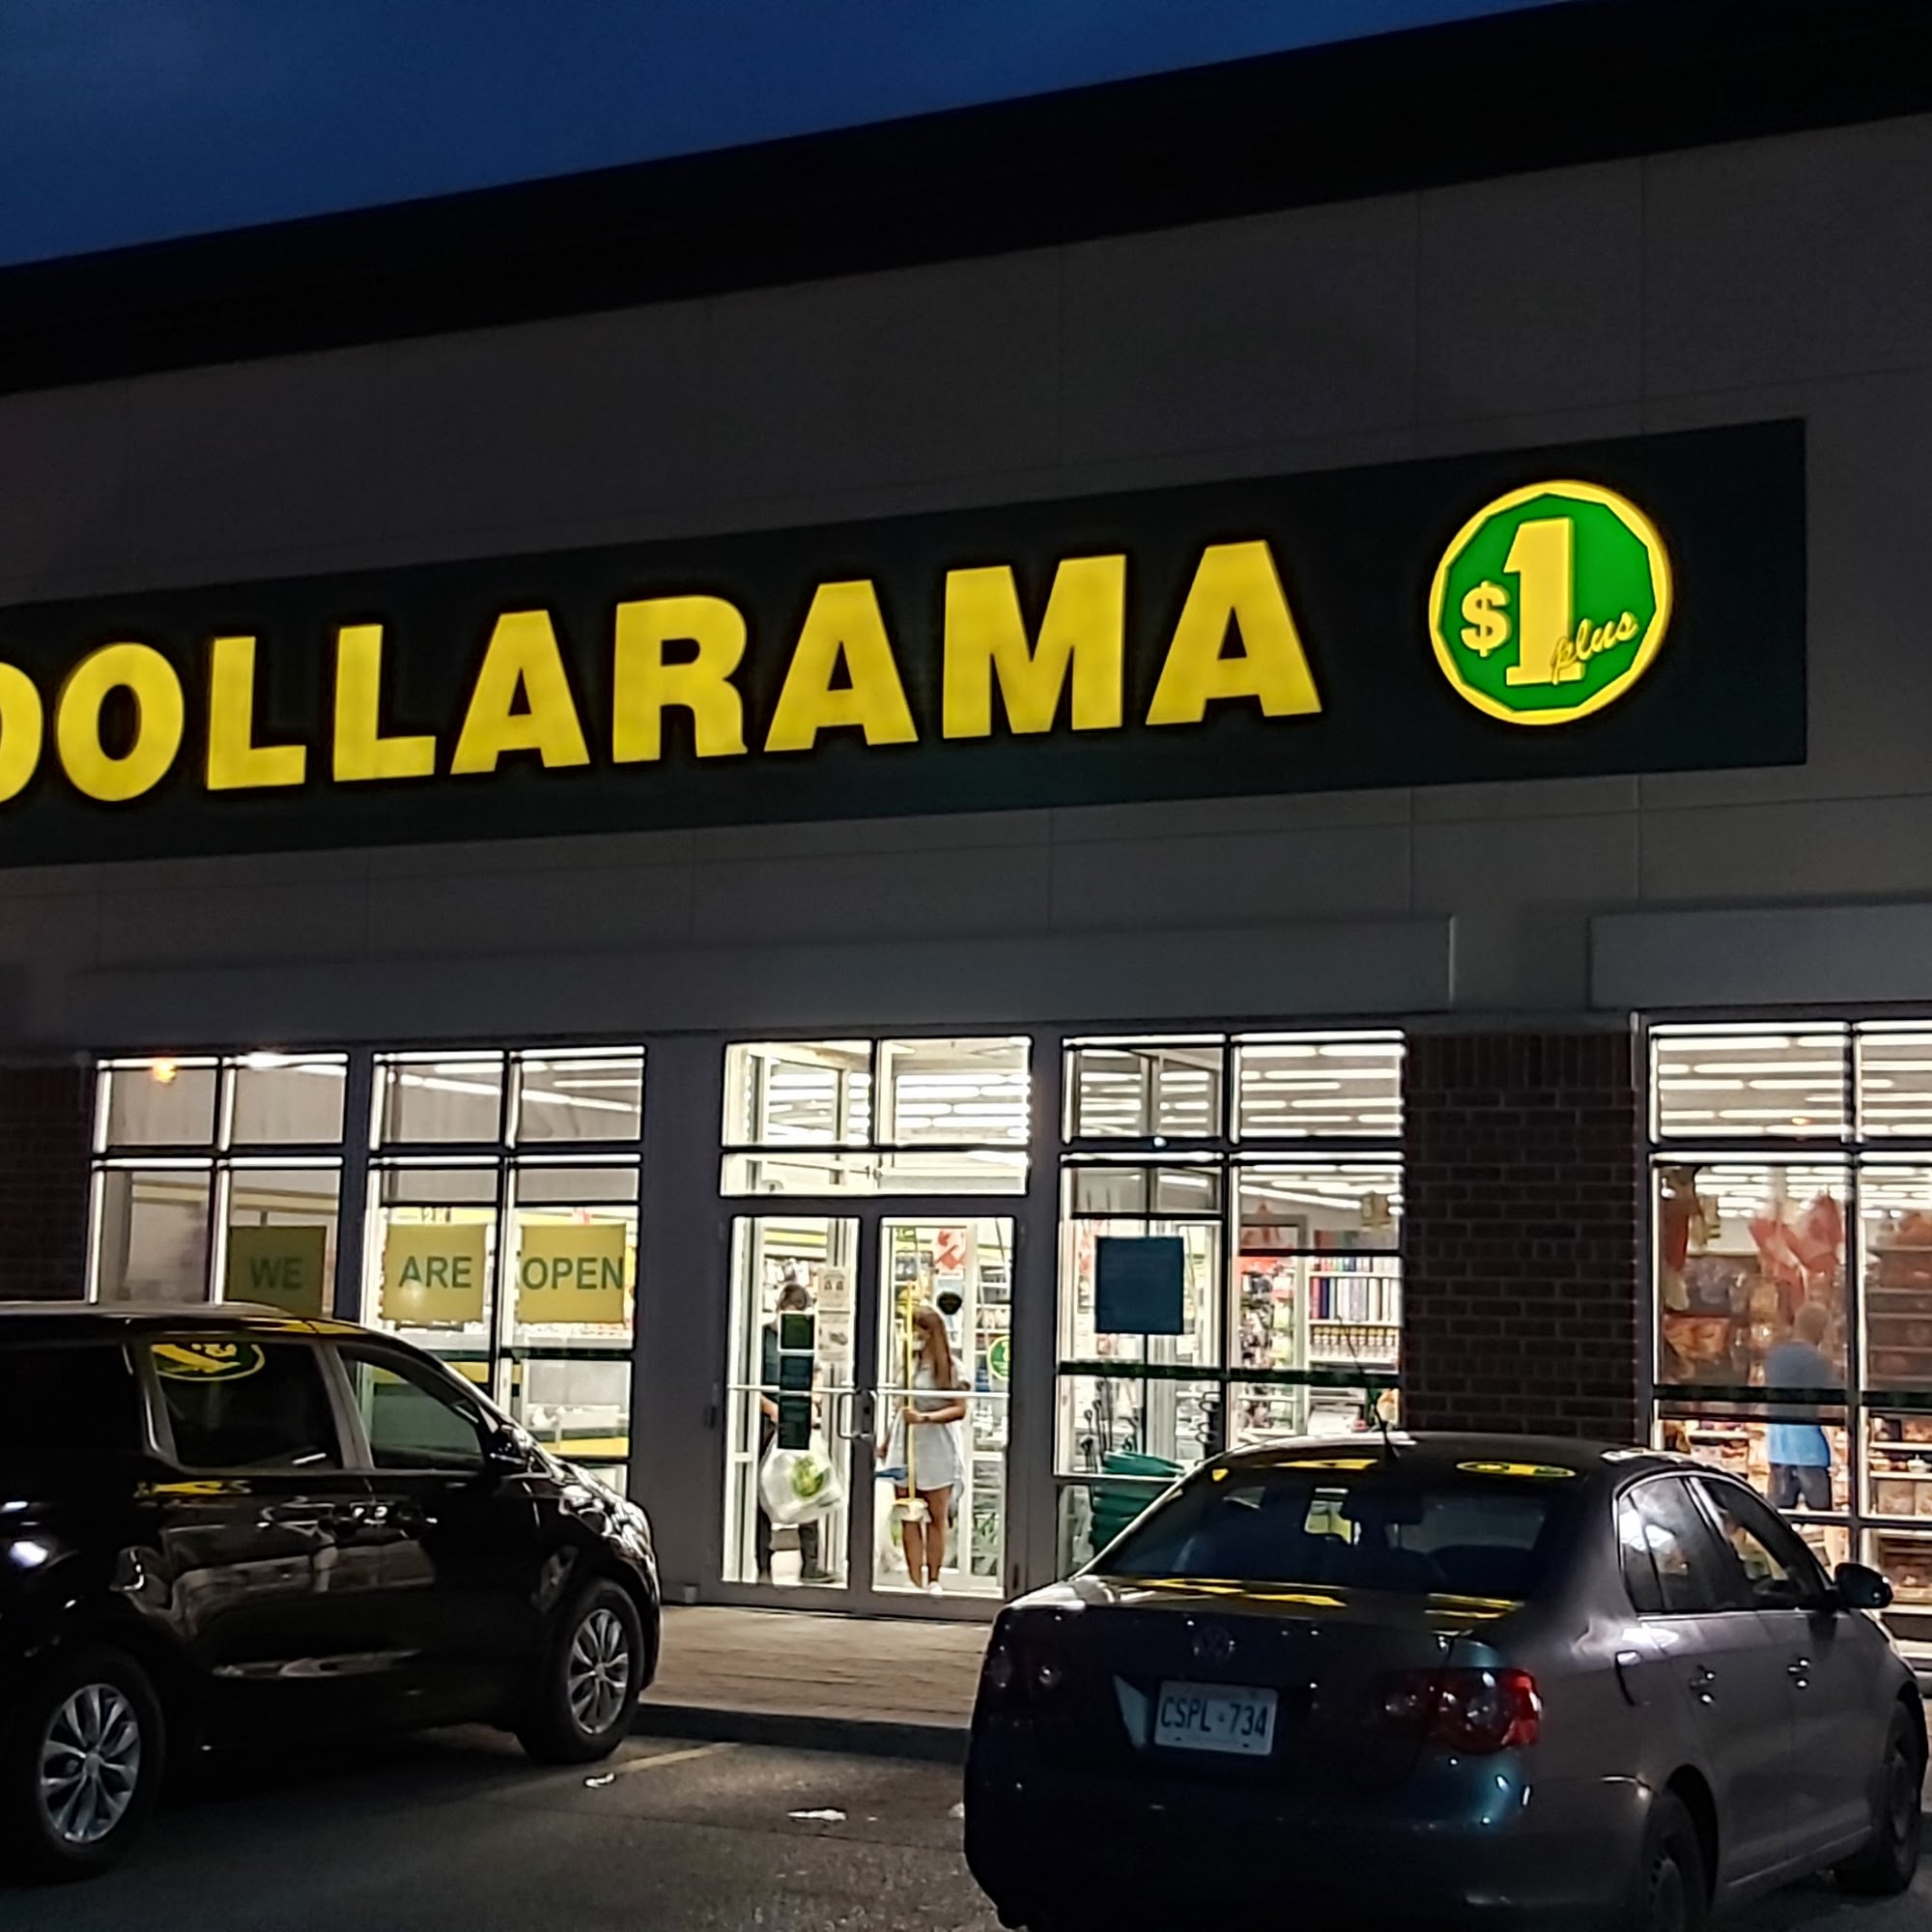 DOLLARAMA
$1 plus
WE ARE OPEN
CSPL·734